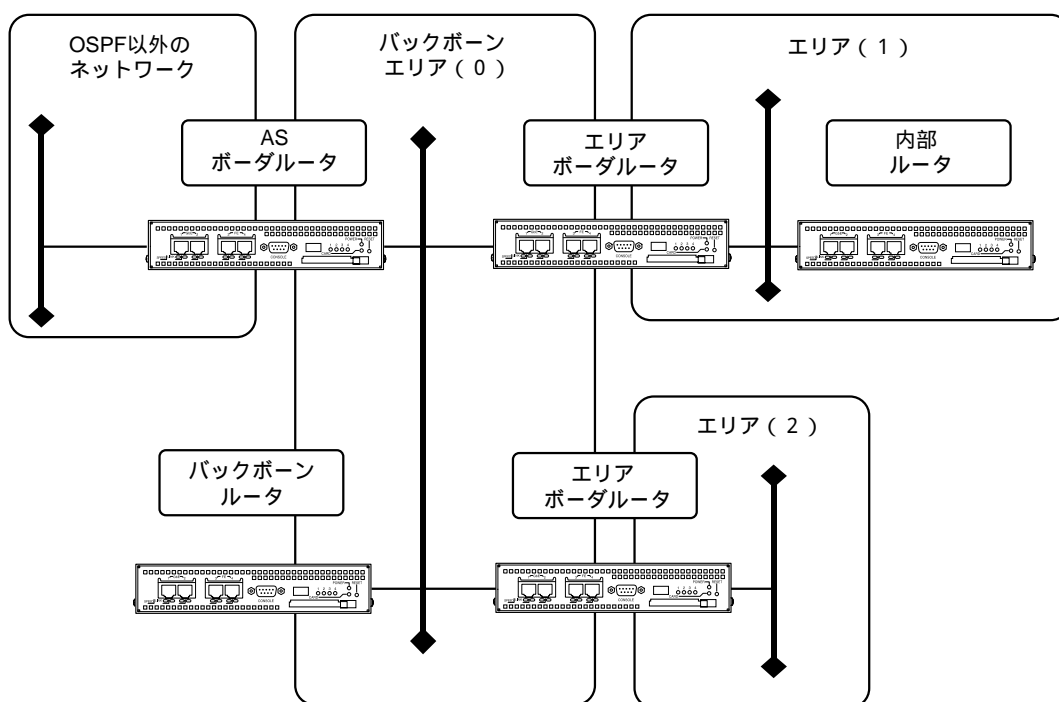 OSPF以外の
ネットワーク
バックボーン
エリア(0)
エリア(1)
AS
ボーダルータ
エリア
ボーダルータ
内部
ルータ
エリア(2)
バックボーン
ルータ
エリア
ボーダルータ